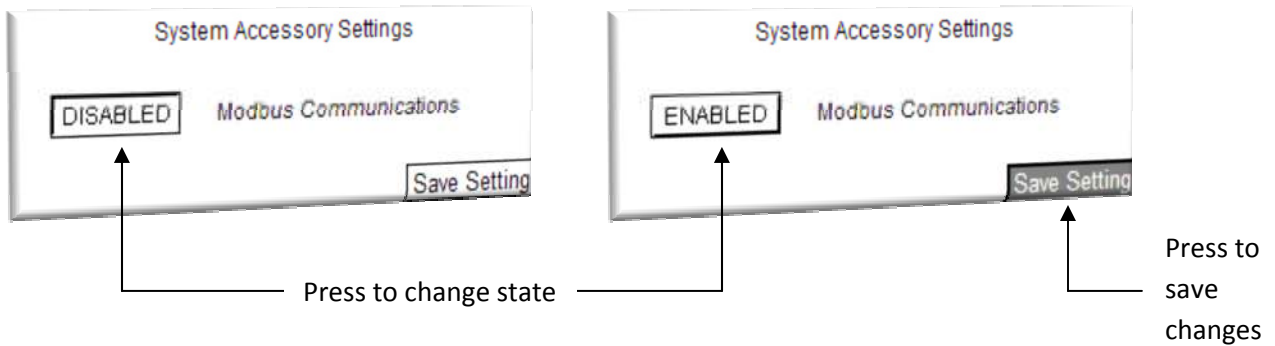 System Accessory Settings
DISABLED Modbus Communications
Save Setting
System Accessory Settings
ENABLED Modbus Communications
Save Setting
Press to change state
Press to
save
changes